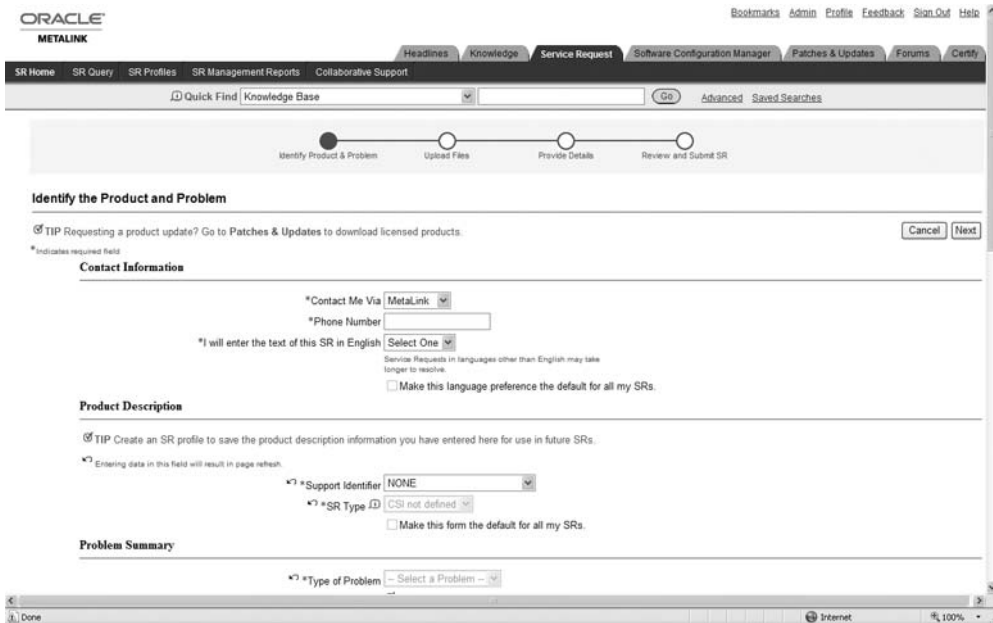 ORACLE
METALINK
Bookmarks Admin Profile Feedback Sign Out Help
Headlines Knowledge Service Request Software Configuration Manager Patches & Updates Forums Certify
SR Home SR Query SR Profiles SR Management Reports Collaborative Support
Quick Find Knowledge Base Go Advanced Saved Searches
Identify Product & Problem Upload Files Provide Details Review and Submit SR
Identify the Product and Problem
TIP Requesting a product update? Go to Patches & Updates to download licensed products.
Cancel Next
*Indicates required field
Contact Information
*Contact Me Via MetaLink
*Phone Number
*I will enter the text of this SR in English Select One
Service Requests in languages other than English may take
longer to resolve.
Make this language preference the default for all my SRs.
Product Description
TIP Create an SR profile to save the product description information you have entered here for use in future SRs.
Entering data in this field will result in page refresh.
*Support Identifier NONE
*SR Type CSI not defined
Make this form the default for all my SRs.
Problem Summary
*Type of Problem -- Select a Problem --
Done Internet 100%